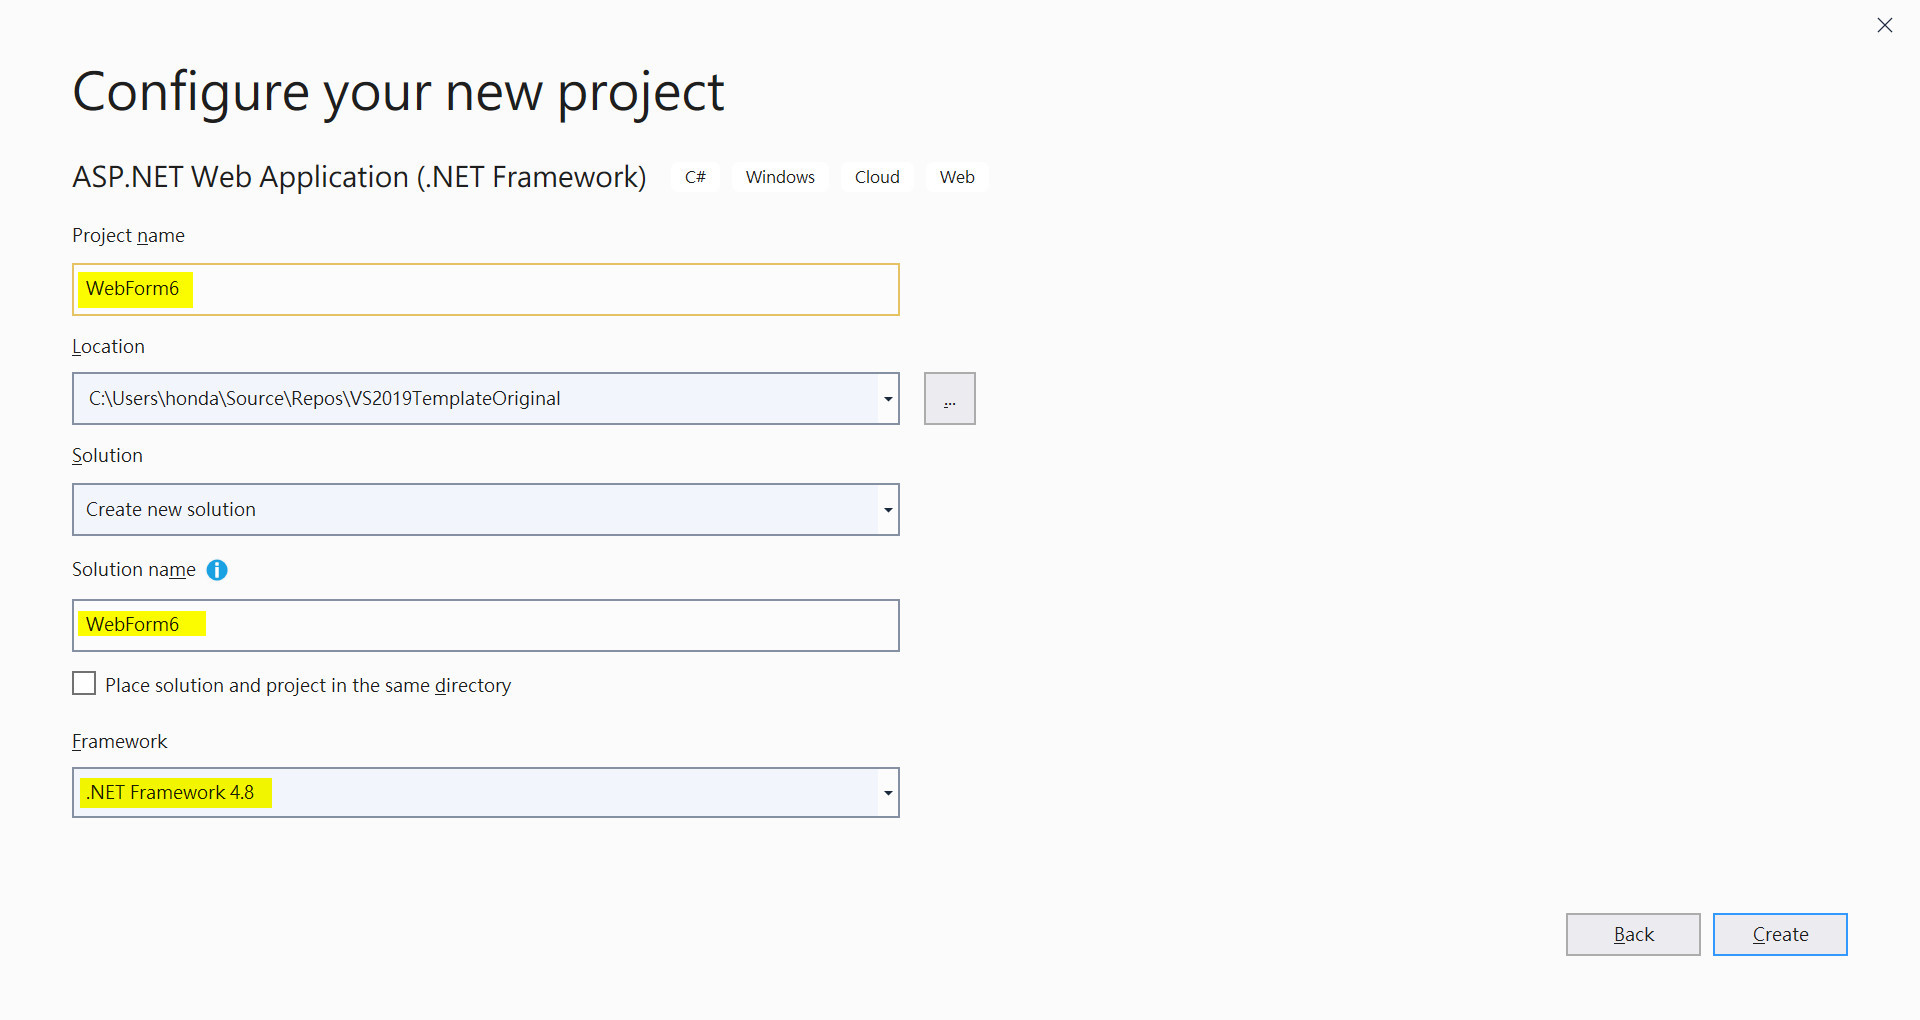 Configure your new project
ASP.NET Web Application (.NET Framework) C# Windows Cloud Web
Project name
WebForm6
Location
C:\Users\honda\Source\Repos\VS2019TemplateOriginal
...
Solution
Create new solution
Solution name
WebForm6
Place solution and project in the same directory
Framework
.NET Framework 4.8
Back Create